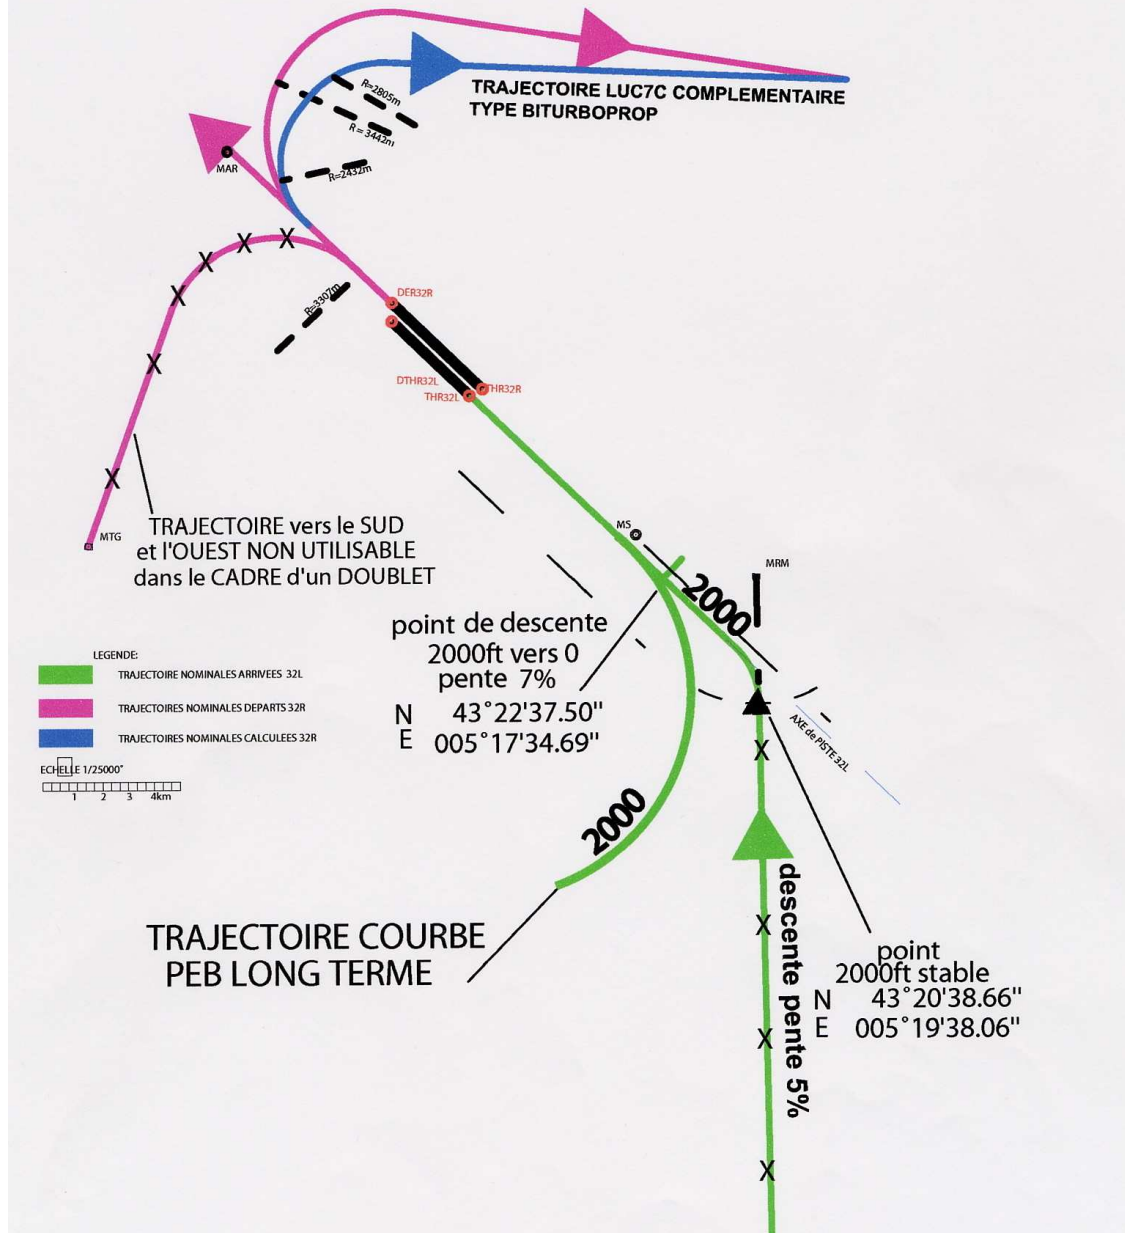 TRAJECTOIRE LUC7C COMPLEMENTAIRE
TYPE BITURBOPROP
R=2805m
R = 3442m
R=2432m
MAR
R=3307m
DER32R
DTHR32L
THR32L
THR32R
MTG
TRAJECTOIRE vers le SUD
et l'OUEST NON UTILISABLE
dans le CADRE d'un DOUBLET
MS
MRM
2000
point de descente
2000ft vers 0
pente 7%
N 43°22'37.50"
E 005°17'34.69"
LEGENDE:
TRAJECTOIRE NOMINALES ARRIVEES 32L
TRAJECTOIRES NOMINALES DEPARTS 32R
TRAJECTOIRES NOMINALES CALCULEES 32R
ECHELLE 1/25000°
1 2 3 4km
AXE de PISTE 32L
2000
descente pente 5%
TRAJECTOIRE COURBE
PEB LONG TERME
point
2000ft stable
N 43°20'38.66"
E 005°19'38.06"
X
X
X
X
X
X
X
X
X
X